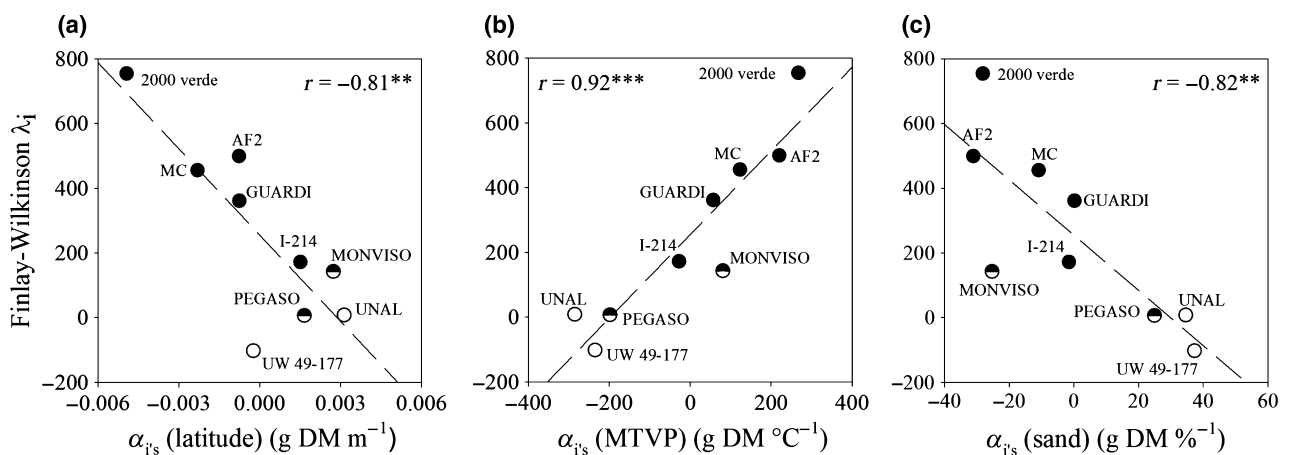 (a)
(b)
(c)
Finlay-Wilkinson λi
800
600
400
200
0
−200
−0.006 −0.003 0.000 0.003 0.006
αi's (latitude) (g DM m−1)
r = −0.81**
2000 verde
AF2
MC
GUARDI
I-214
MONVISO
PEGASO
UNAL
UW 49-177
800
600
400
200
0
−200
−400 −200 0 200 400
αi's (MTVP) (g DM °C−1)
r = 0.92***
2000 verde
MC
AF2
GUARDI
I-214
MONVISO
UNAL
PEGASO
UW 49-177
800
600
400
200
0
−200
−40 −20 0 20 40 60
αi's (sand) (g DM %−1)
r = −0.82**
2000 verde
AF2
MC
GUARDI
I-214
MONVISO
PEGASO
UNAL
UW 49-177